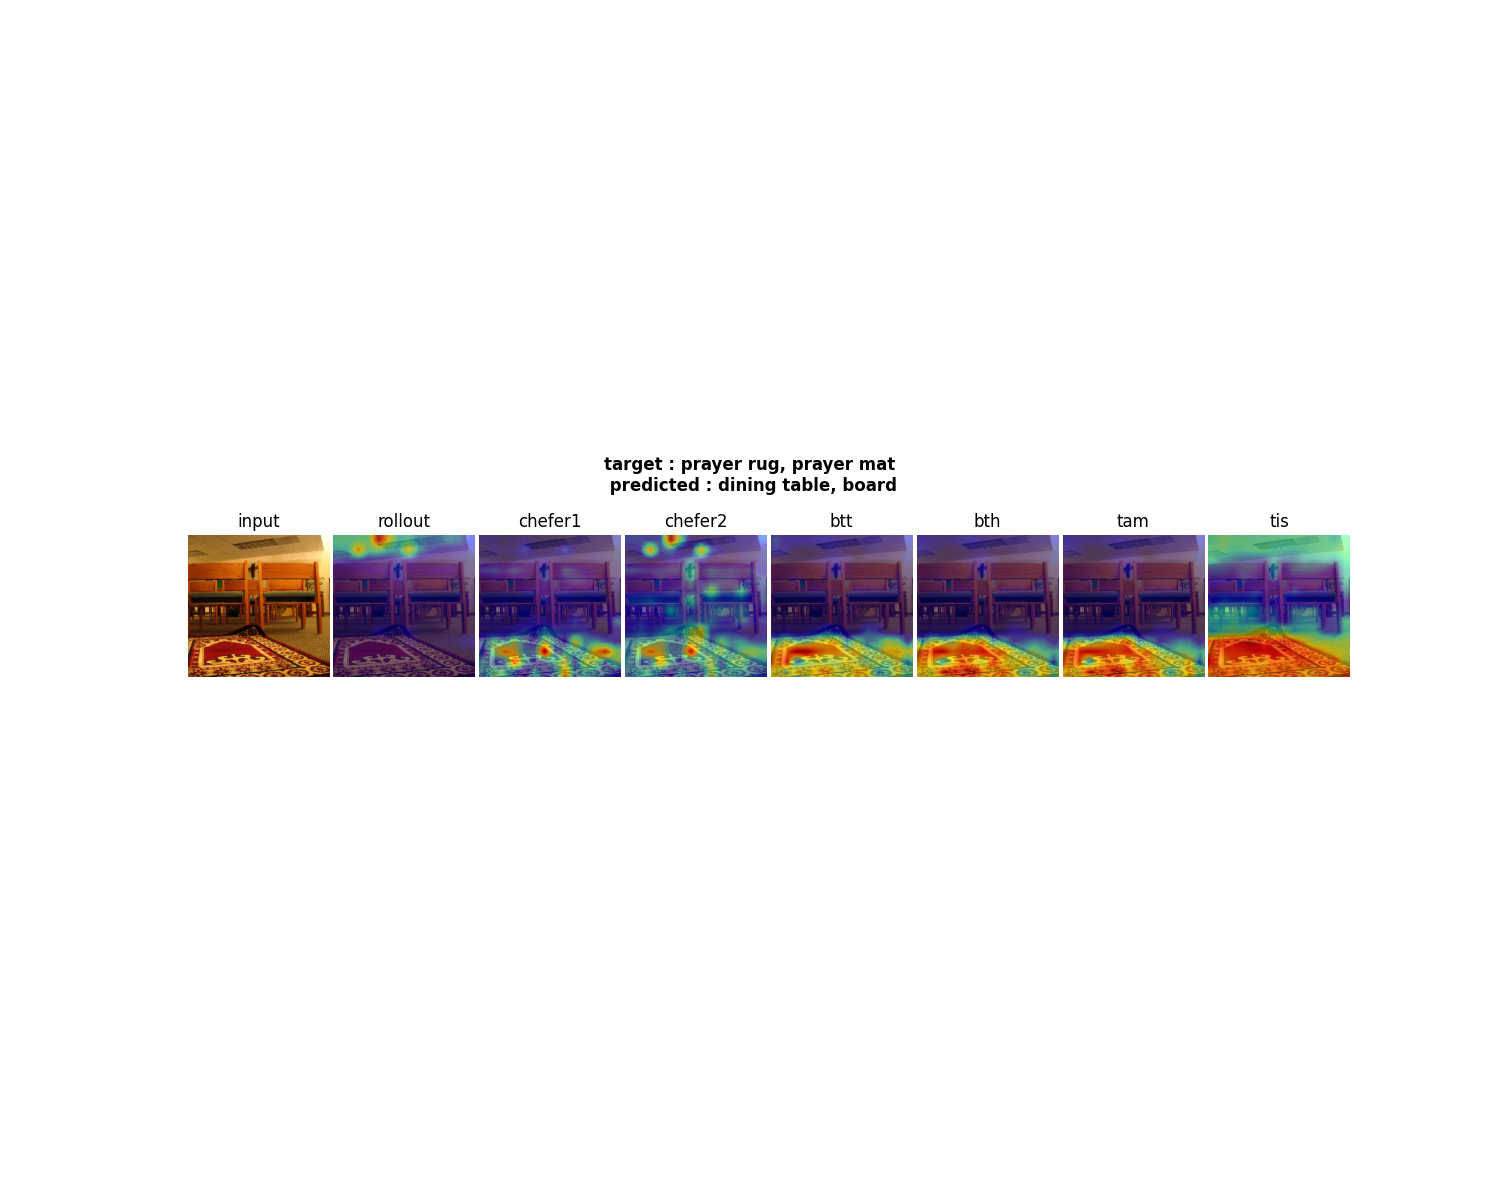 target : prayer rug, prayer mat
predicted : dining table, board
input rollout chefer1 chefer2 btt bth tam tis